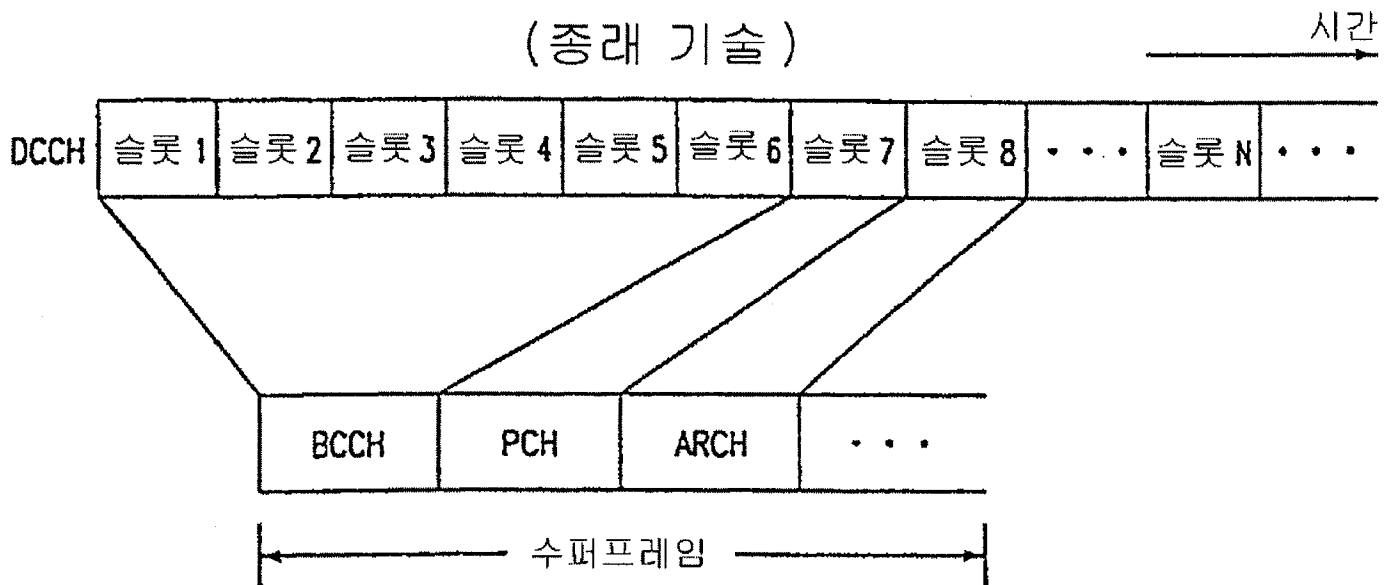 (종래 기술)
시간
DCCH 슬롯 1 슬롯 2 슬롯 3 슬롯 4 슬롯 5 슬롯 6 슬롯 7 슬롯 8 ··· 슬롯 N ···
BCCH PCH ARCH ···
수퍼프레임